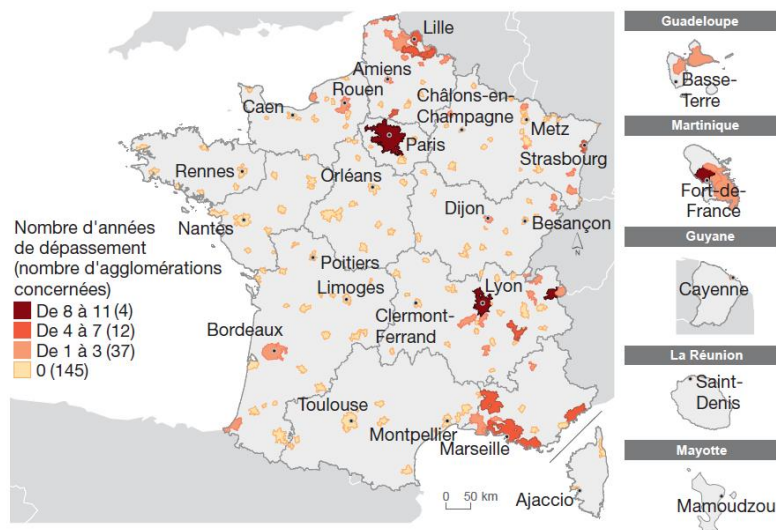 Lille
Amiens
Rouen
Caen
Châlons-en-
Champagne
Metz
Paris
Strasbourg
Rennes
Orléans
Dijon
Besançon
Nantes
N
Nombre d'années
de dépassement
(nombre d'agglomérations
concernées)
De 8 à 11 (4)
De 4 à 7 (12)
De 1 à 3 (37)
0 (145)
Poitiers
Limoges
Lyon
Clermont-
Ferrand
Bordeaux
Toulouse
Montpellier
Marseille
0 50 km
Ajaccio
Guadeloupe
Basse-
Terre
Martinique
Fort-de-
France
Guyane
Cayenne
La Réunion
Saint-
Denis
Mayotte
Mamoudzou